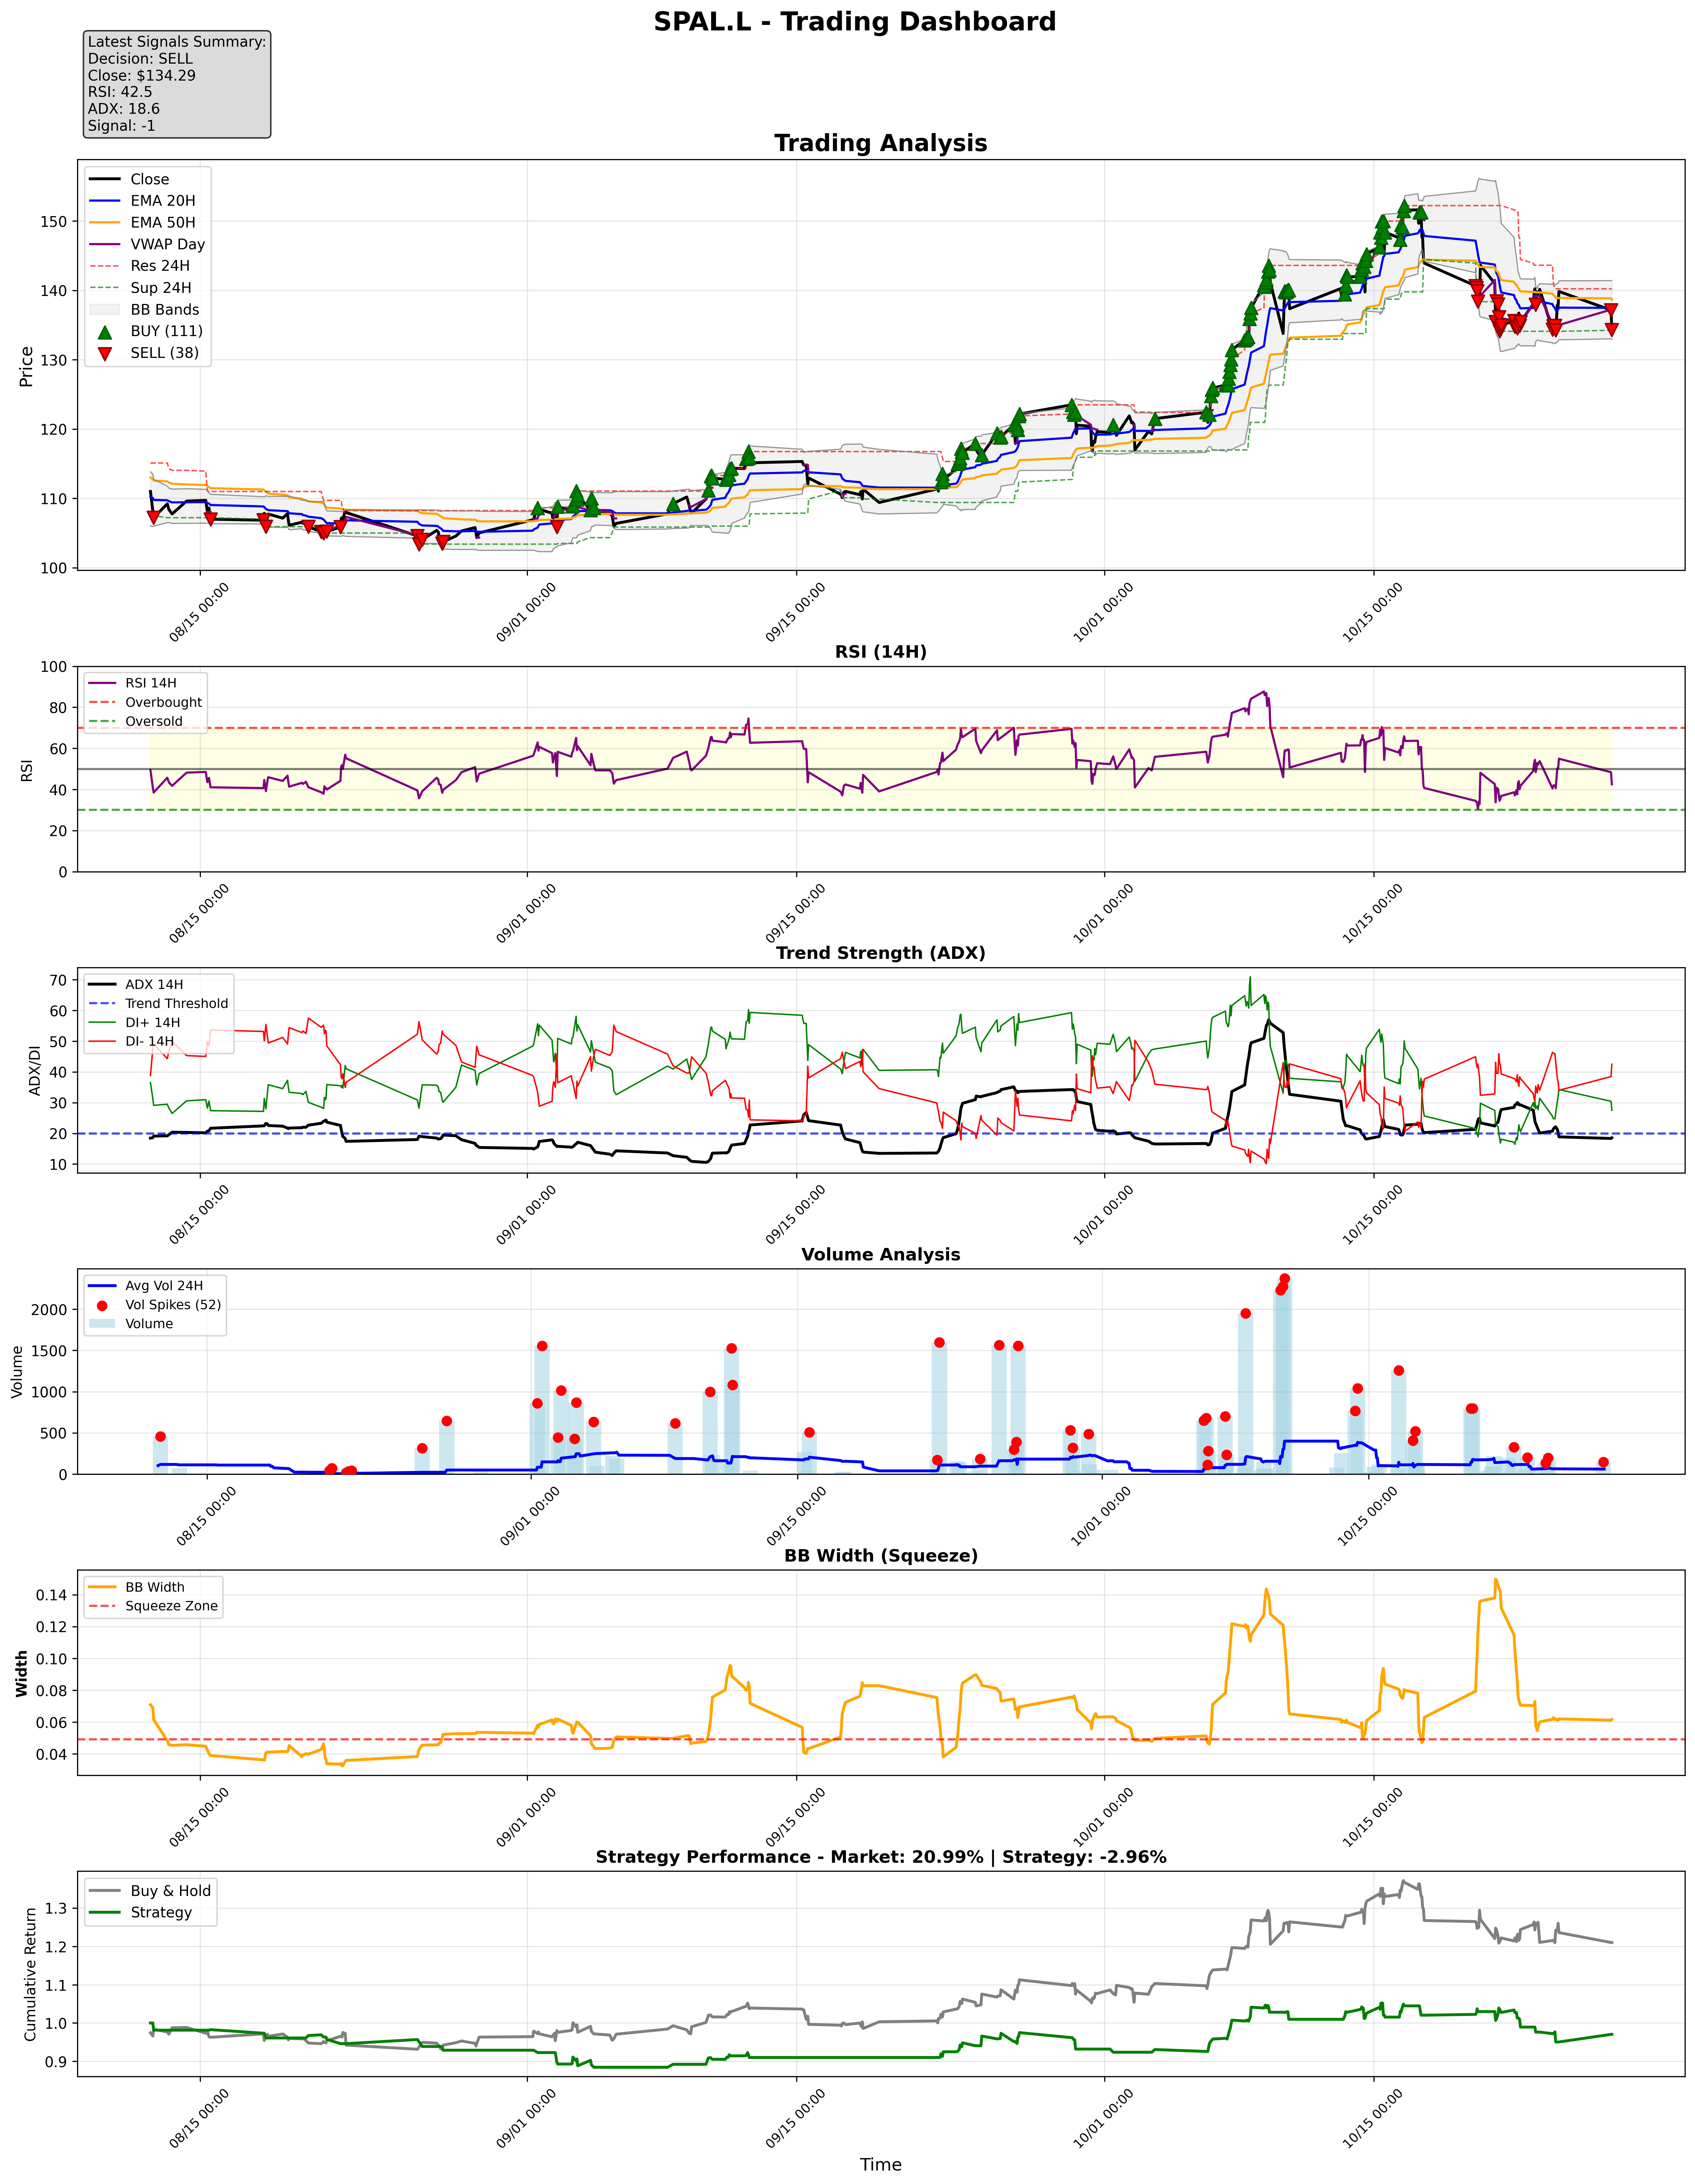 SPAL.L - Trading Dashboard
Latest Signals Summary:
Decision: SELL
Close: $134.29
RSI: 42.5
ADX: 18.6
Signal: -1
Trading Analysis
Close
EMA 20H
EMA 50H
VWAP Day
Res 24H
Sup 24H
BB Bands
BUY (111)
SELL (38)
Price
150
140
130
120
110
100
08/15 00:00
09/01 00:00
09/15 00:00
10/01 00:00
10/15 00:00
RSI (14H)
RSI 14H
Overbought
Oversold
RSI
100
80
60
40
20
0
08/15 00:00
09/01 00:00
09/15 00:00
10/01 00:00
10/15 00:00
Trend Strength (ADX)
ADX 14H
Trend Threshold
DI+ 14H
DI- 14H
ADX/DI
70
60
50
40
30
20
10
08/15 00:00
09/01 00:00
09/15 00:00
10/01 00:00
10/15 00:00
Volume Analysis
Avg Vol 24H
Vol Spikes (52)
Volume
Volume
2000
1500
1000
500
0
08/15 00:00
09/01 00:00
09/15 00:00
10/01 00:00
10/15 00:00
BB Width (Squeeze)
BB Width
Squeeze Zone
Width
0.14
0.12
0.10
0.08
0.06
0.04
08/15 00:00
09/01 00:00
09/15 00:00
10/01 00:00
10/15 00:00
Strategy Performance - Market: 20.99% | Strategy: -2.96%
Buy & Hold
Strategy
Cumulative Return
1.3
1.2
1.1
1.0
0.9
08/15 00:00
09/01 00:00
09/15 00:00
10/01 00:00
10/15 00:00
Time